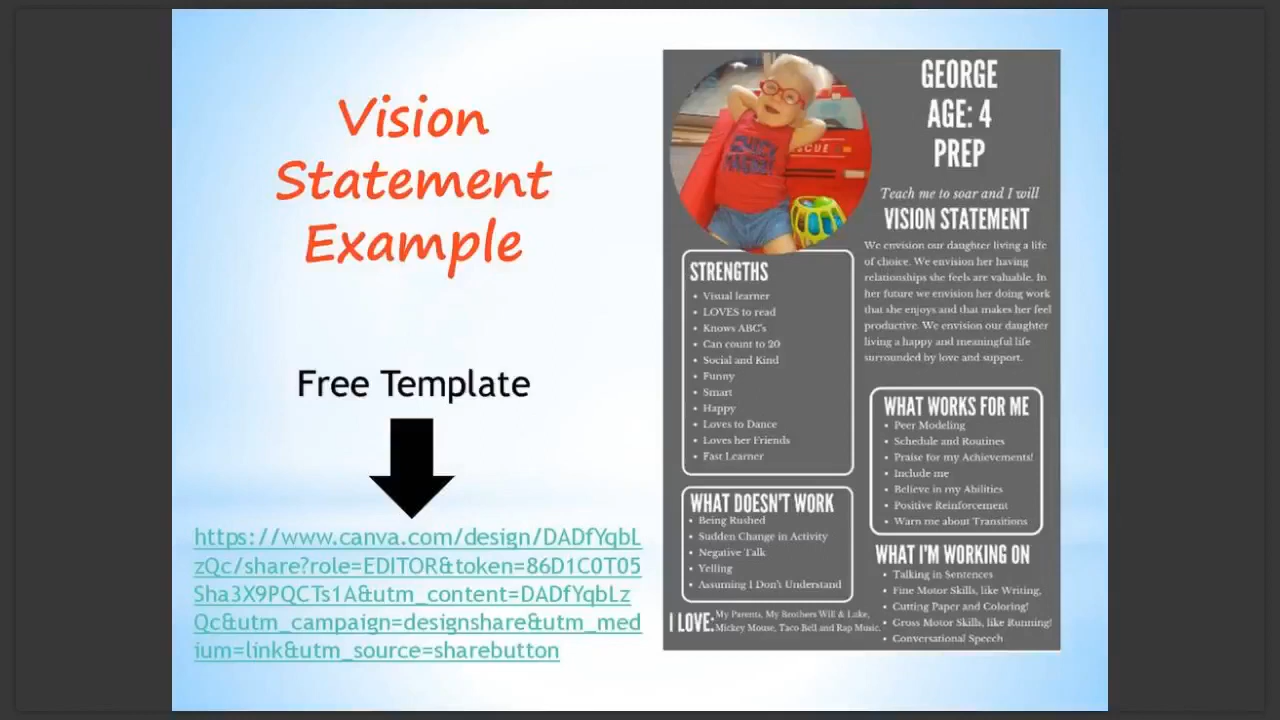 Vision
Statement
Example
Free Template
https://www.canva.com/design/DADfYqbL
zQc/share?role=EDITOR&token=86D1C0T05
Sha3X9PQCTs1A&utm_content=DADfYqbLz
Qc&utm_campaign=designshare&utm_med
ium=link&utm_source=sharebutton
GEORGE
AGE: 4
PREP
Teach me to soar and I will
VISION STATEMENT
We envision our daughter living a life
of choice. We envision her having
relationships she feels are valuable. In
her future we envision her doing work
that she enjoys and that makes her feel
productive. We envision our daughter
living a happy and meaningful life
surrounded by love and support.
STRENGTHS
• Visual learner
• LOVES to read
• Knows ABC's
• Can count to 20
• Social and Kind
• Funny
• Smart
• Happy
• Loves to Dance
• Loves her Friends
• Fast Learner
WHAT WORKS FOR ME
• Peer Modeling
• Schedule and Routines
• Praise for my Achievements!
• Include me
• Believe in my Abilities
• Positive Reinforcement
• Warn me about Transitions
WHAT DOESN'T WORK
• Being Rushed
• Sudden Change in Activity
• Negative Talk
• Yelling
• Assuming I Don't Understand
WHAT I'M WORKING ON
• Talking in Sentences
• Fine Motor Skills, like Writing,
• Cutting Paper and Coloring!
• Gross Motor Skills, like Running!
• Conversational Speech
I LOVE: My Parents, My Brothers Will & Luke,
Mickey Mouse, Taco Bell and Rap Music,